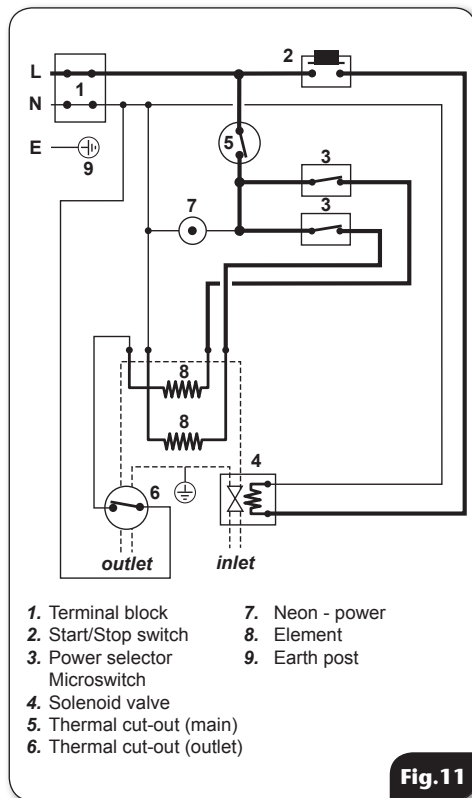 L
N
E
1
2
9
5
3
3
7
8
8
4
6
outlet
inlet
1. Terminal block
2. Start/Stop switch
3. Power selector
Microswitch
4. Solenoid valve
5. Thermal cut-out (main)
6. Thermal cut-out (outlet)
7. Neon - power
8. Element
9. Earth post
Fig.11